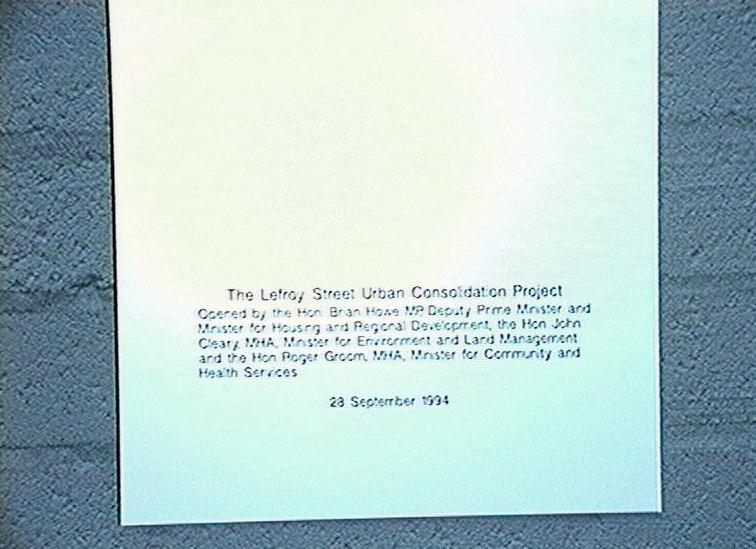 The Lefroy Street Urban Consolidation Project
Opened by the Hon. Brian Howe MP, Deputy Prime Minister and
Minister for Housing and Regional Development, the Hon John
Cleary, MHA, Minister for Environment and Land Management
and the Hon Roger Groom, MHA, Minister for Community and
Health Services
28 September 1994